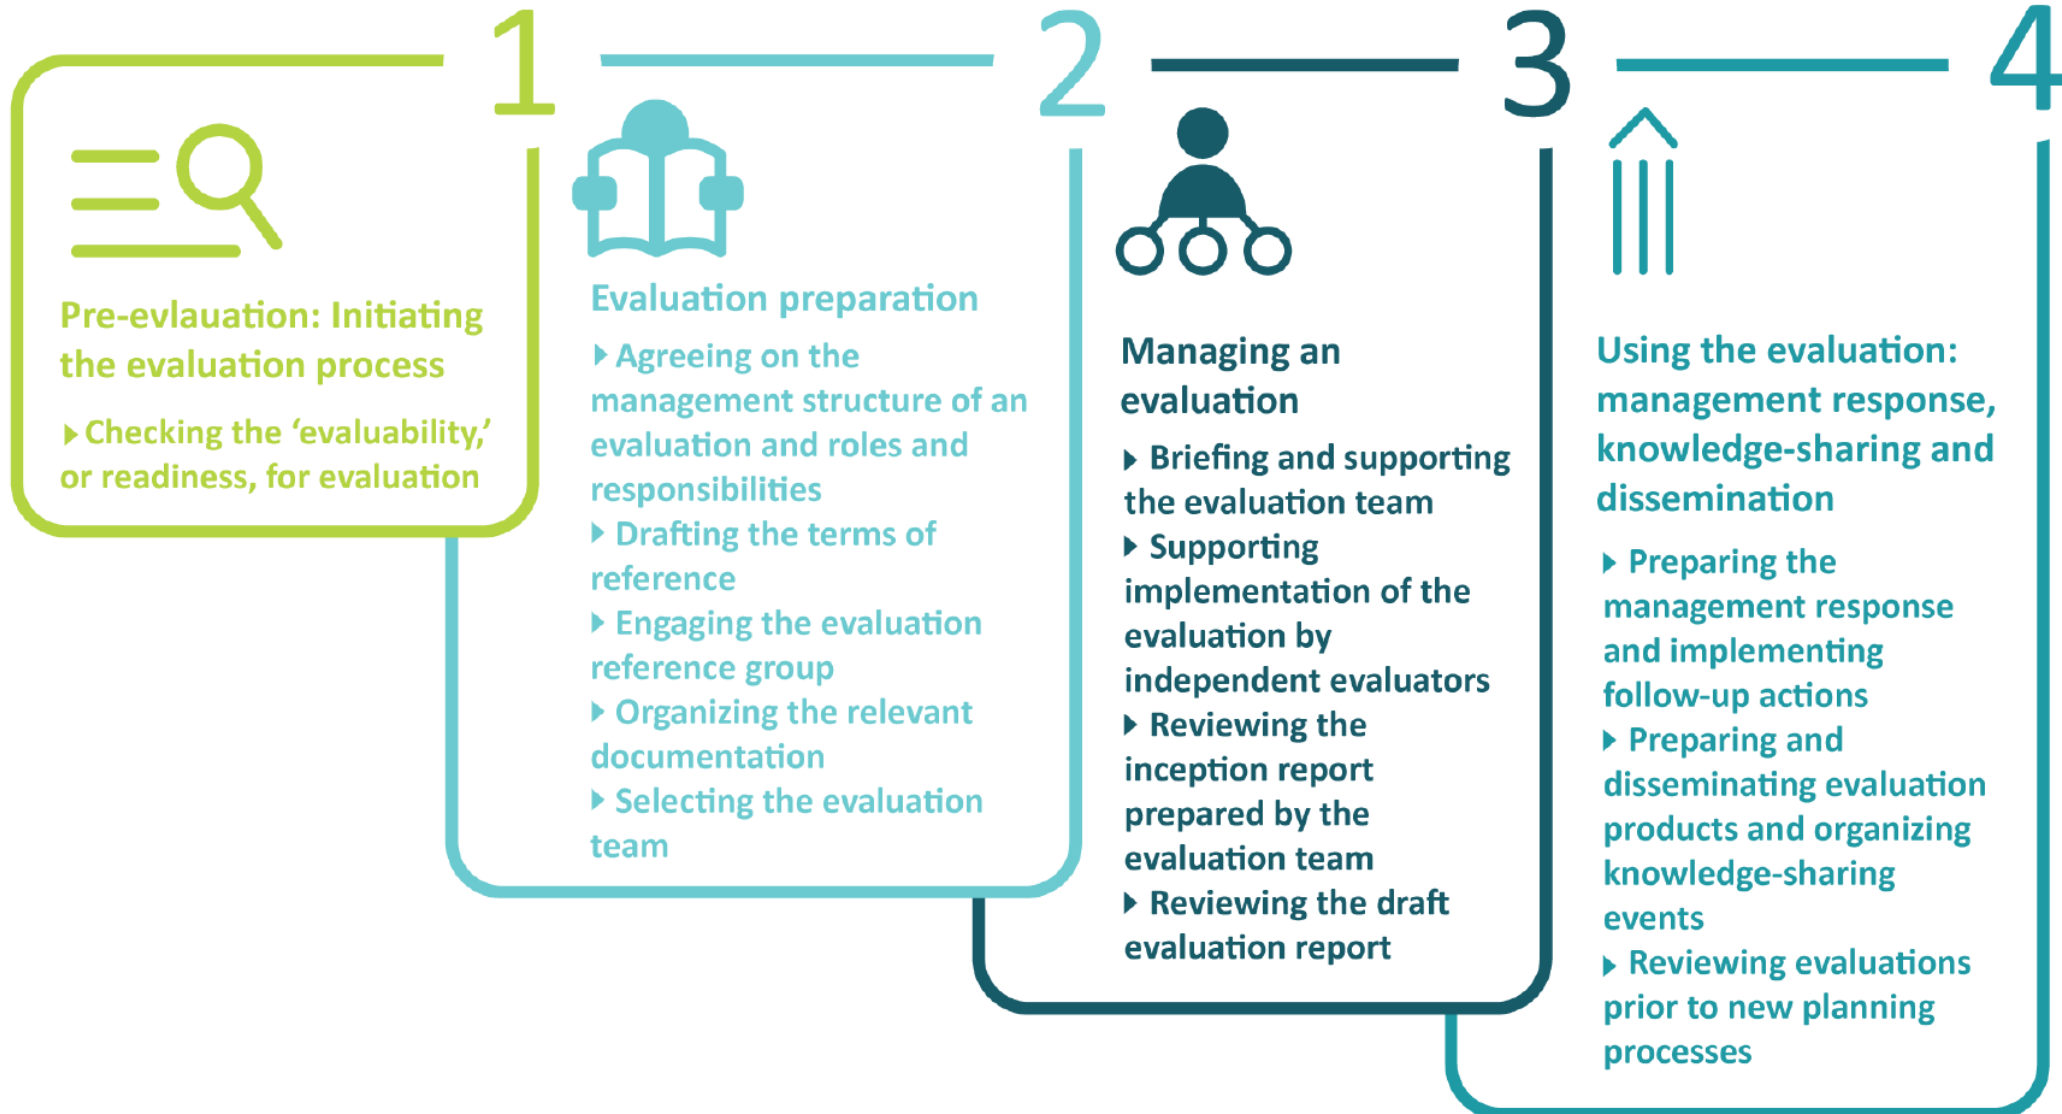 1
Pre-evlauation: Initiating
the evaluation process
▸ Checking the ‘evaluability,’
or readiness, for evaluation
2
Evaluation preparation
▸ Agreeing on the
management structure of an
evaluation and roles and
responsibilities
▸ Drafting the terms of
reference
▸ Engaging the evaluation
reference group
▸ Organizing the relevant
documentation
▸ Selecting the evaluation
team
3
Managing an
evaluation
▸ Briefing and supporting
the evaluation team
▸ Supporting
implementation of the
evaluation by
independent evaluators
▸ Reviewing the
inception report
prepared by the
evaluation team
▸ Reviewing the draft
evaluation report
4
Using the evaluation:
management response,
knowledge-sharing and
dissemination
▸ Preparing the
management response
and implementing
follow-up actions
▸ Preparing and
disseminating evaluation
products and organizing
knowledge-sharing
events
▸ Reviewing evaluations
prior to new planning
processes